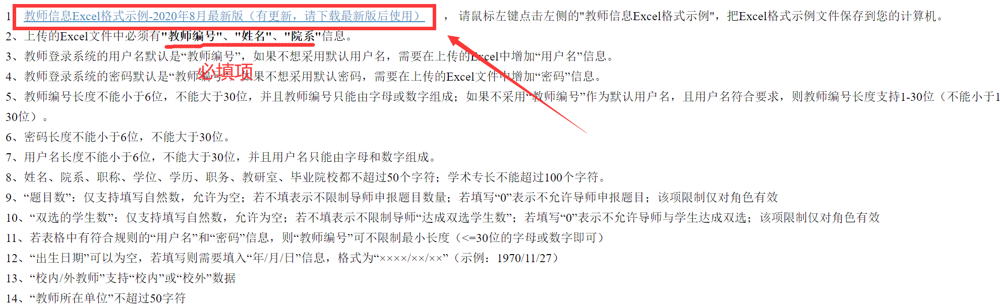 1 教师信息Excel格式示例-2020年8月最新版（有更新，请下载最新版后使用） ， 请鼠标左键点击左侧的"教师信息Excel格式示例"，把Excel格式示例文件保存到您的计算机。
2、上传的Excel文件中必须有"教师编号"、"姓名"、"院系"信息。
3、教师登录系统的用户名默认是“教师编号”，如果不想采用默认用户名，需要在上传的Excel中增加“用户名”信息。
必填项
4、教师登录系统的密码默认是“教师编号”，如果不想采用默认密码，需要在上传的Excel文件中增加“密码”信息。
5、教师编号长度不能小于6位，不能大于30位，并且教师编号只能由字母或数字组成；如果不采用“教师编号”作为默认用户名，且用户名符合要求，则教师编号长度支持1-30位（不能小于1
30位）。
6、密码长度不能小于6位，不能大于30位。
7、用户名长度不能小于6位，不能大于30位，并且用户名只能由字母和数字组成。
8、姓名、院系、职称、学位、学历、职务、教研室、毕业院校都不超过50个字符；学术专长不能超过100个字符。
9、“题目数”：仅支持填写自然数，允许为空；若不填表示不限制导师申报题目数量；若填写“0”表示不允许导师申报题目；该项限制仅对角色有效
10、“双选的学生数”：仅支持填写自然数，允许为空；若不填表示不限制导师“达成双选学生数”；若填写“0”表示不允许导师与学生达成双选；该项限制仅对角色有效
11、若表格中有符合规则的“用户名”和“密码”信息，则“教师编号”可不限制最小长度（<=30位的字母或数字即可）
12、“出生日期”可以为空，若填写则需要填入“年/月/日”信息，格式为“××××/××/××”（示例：1970/11/27）
13、“校内/外教师”支持“校内”或“校外”数据
14、“教师所在单位”不超过50字符